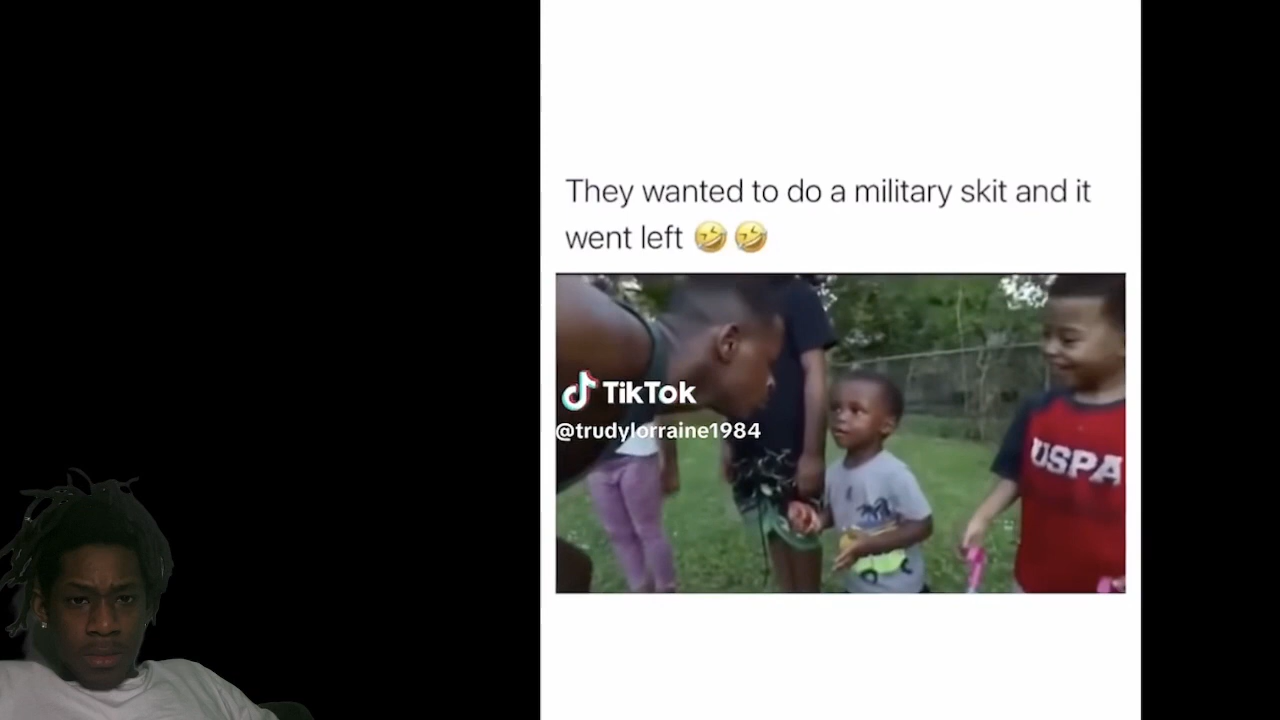 They wanted to do a military skit and it
went left 🤣🤣
TikTok
@trudylorraine1984
USPA